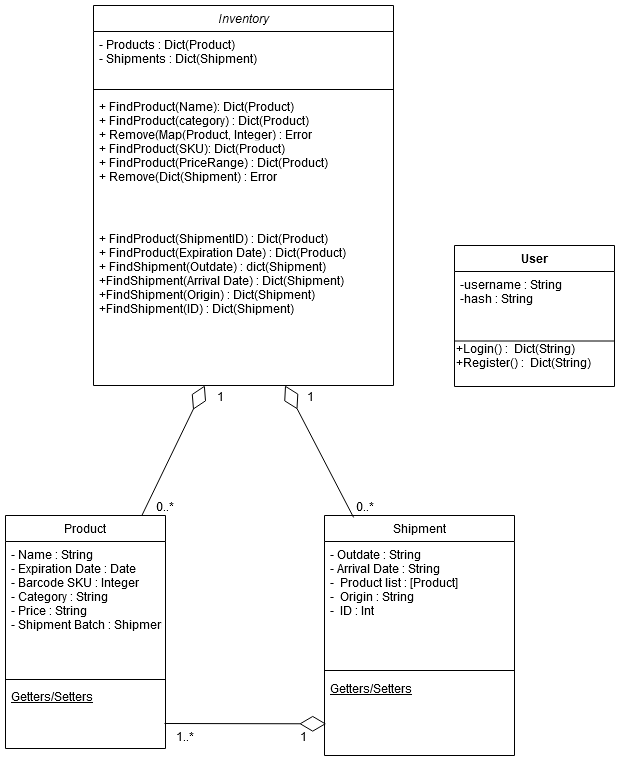 Inventory
- Products : Dict(Product)
- Shipments : Dict(Shipment)
+ FindProduct(Name): Dict(Product)
+ FindProduct(category) : Dict(Product)
+ Remove(Map(Product, Integer) : Error
+ FindProduct(SKU): Dict(Product)
+ FindProduct(PriceRange) : Dict(Product)
+ Remove(Dict(Shipment) : Error
+ FindProduct(ShipmentID) : Dict(Product)
+ FindProduct(Expiration Date) : Dict(Product)
+ FindShipment(Outdate) : dict(Shipment)
+FindShipment(Arrival Date) : Dict(Shipment)
+FindShipment(Origin) : Dict(Shipment)
+FindShipment(ID) : Dict(Shipment)
User
-username : String
-hash : String
+Login() : Dict(String)
+Register() : Dict(String)
1
1
0..*
0..*
Product
- Name : String
- Expiration Date : Date
- Barcode SKU : Integer
- Category : String
- Price : String
- Shipment Batch : Shipmer
Getters/Setters
Shipment
- Outdate : String
- Arrival Date : String
- Product list : [Product]
- Origin : String
- ID : Int
Getters/Setters
1..*
1